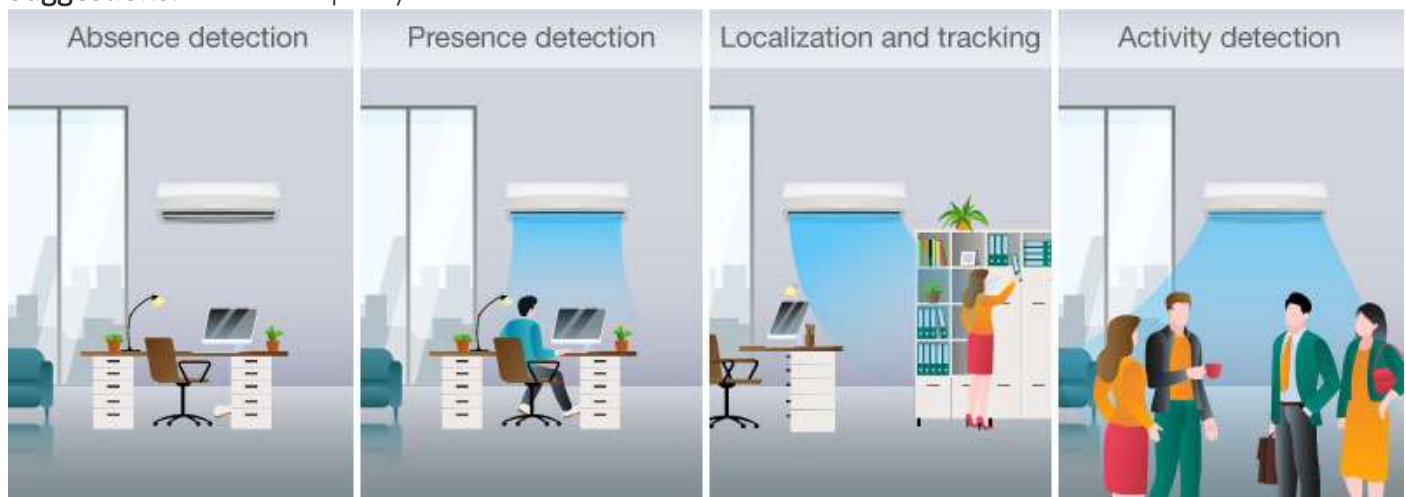 Absence detection
Presence detection
Localization and tracking
Activity detection